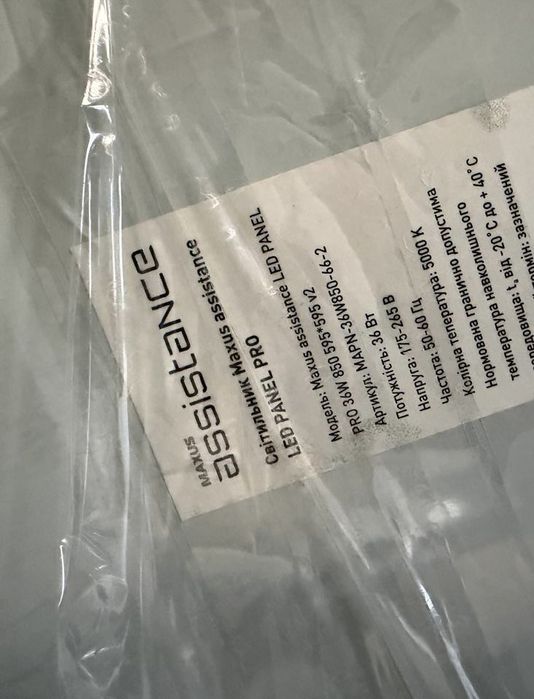 MAXUS
assistance
Світильник Maxus assistance
LED PANEL PRO
Модель: Maxus assistance LED PANEL
PRO 36W 850 595*595 V2
Артикул: MAPN-36W850-66-2
Потужність: 36 Вт
Напруга: 175-265 В
Частота: 50-60 Гц
Колірна температура: 5000 К
Нормована гранично допустима
температура навколишнього
середовища: t, від -20°C до +40°C
термін: зазначений